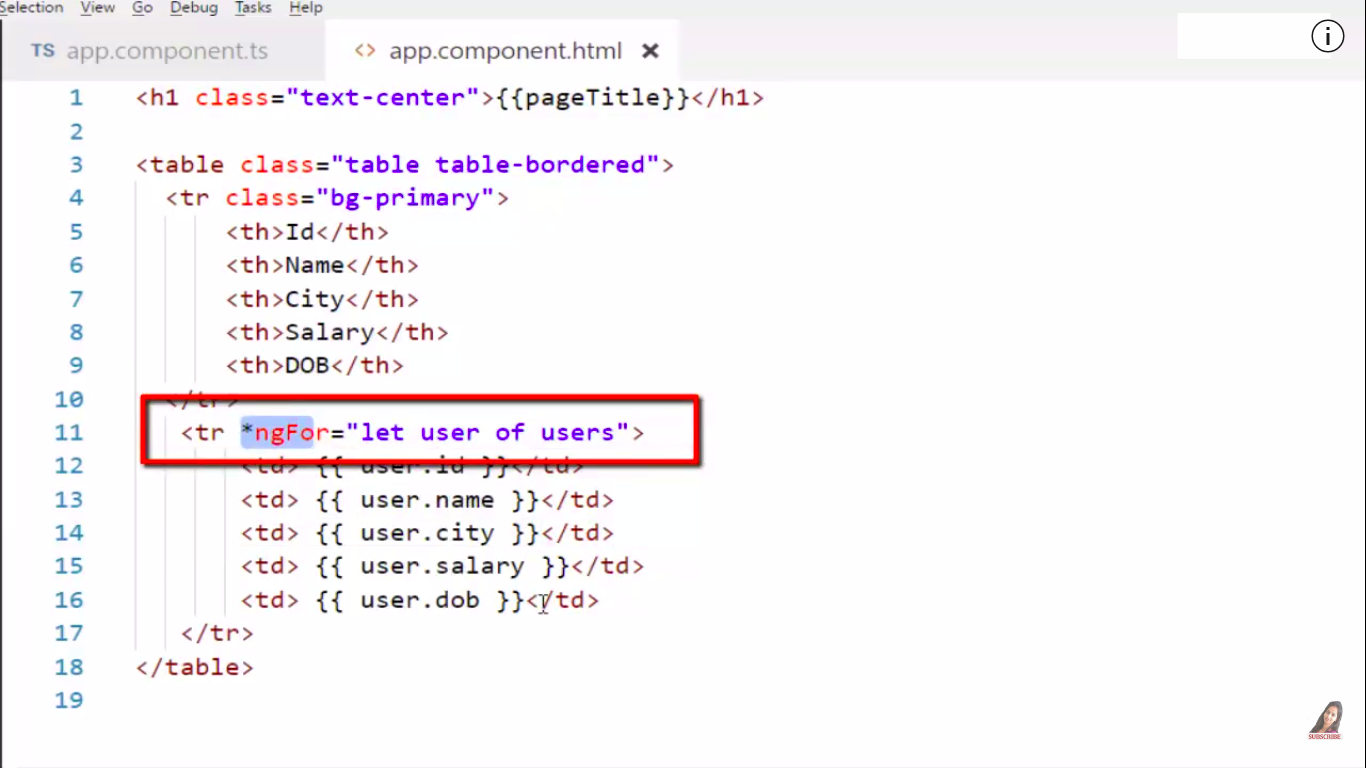 Selection View Go Debug Tasks Help
TS app.component.ts <> app.component.html ×
1 <h1 class="text-center">{{pageTitle}}</h1>
2
3 <table class="table table-bordered">
4 <tr class="bg-primary">
5 <th>Id</th>
6 <th>Name</th>
7 <th>City</th>
8 <th>Salary</th>
9 <th>DOB</th>
10 </tr>
11 <tr *ngFor="let user of users">
12 <td> {{ user.id }}</td>
13 <td> {{ user.name }}</td>
14 <td> {{ user.city }}</td>
15 <td> {{ user.salary }}</td>
16 <td> {{ user.dob }}</td>
17 </tr>
18 </table>
19
SUBSCRIBE